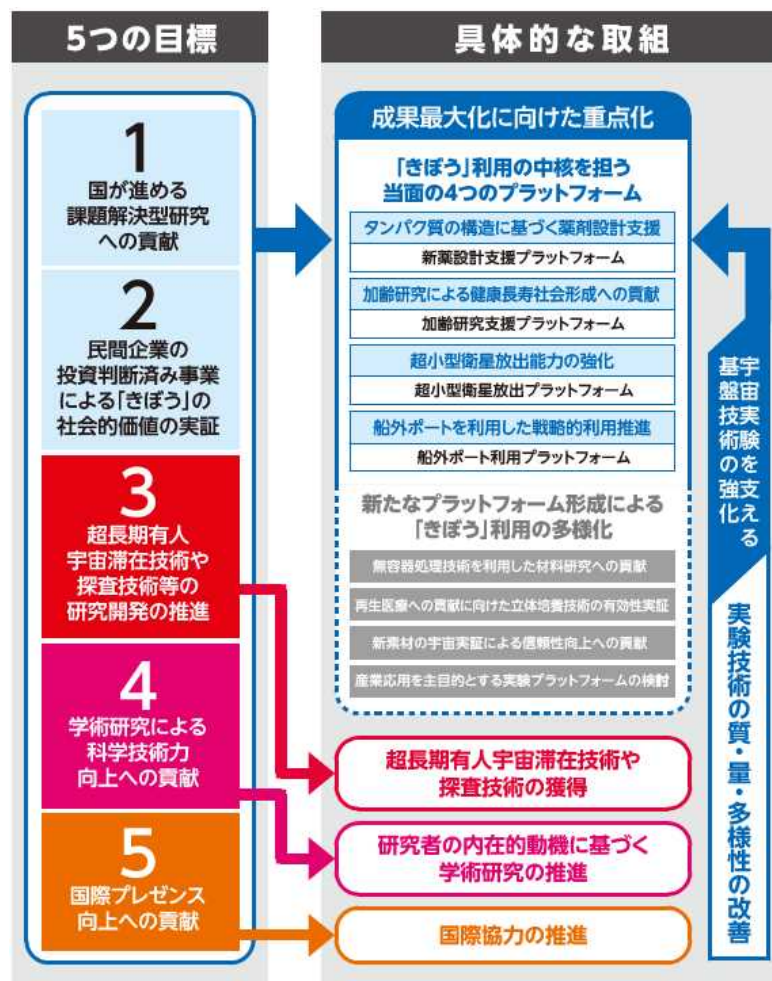 5つの目標
1
国が進める
課題解決型研究
への貢献
2
民間企業の
投資判断済み事業
による「きぼう」の
社会的価値の実証
3
超長期有人
宇宙滞在技術や
探査技術等の
研究開発の推進
4
学術研究による
科学技術力
向上への貢献
5
国際プレゼンス
向上への貢献
具体的な取組
成果最大化に向けた重点化
「きぼう」利用の中核を担う
当面の4つのプラットフォーム
タンパク質の構造に基づく薬剤設計支援
新薬設計支援プラットフォーム
加齢研究による健康長寿社会形成への貢献
加齢研究支援プラットフォーム
超小型衛星放出能力の強化
超小型衛星放出プラットフォーム
船外ポートを利用した戦略的利用推進
船外ポート利用プラットフォーム
新たなプラットフォーム形成による
「きぼう」利用の多様化
無容器処理技術を利用した材料研究への貢献
再生医療への貢献に向けた立体培養技術の有効性実証
新素材の宇宙実証による信頼性向上への貢献
産業応用を主目的とする実験プラットフォームの検討
超長期有人宇宙滞在技術や
探査技術の獲得
研究者の内在的動機に基づく
学術研究の推進
国際協力の推進
宇宙実験を支える
基盤技術の強化
実験技術の質・量・多様性の改善